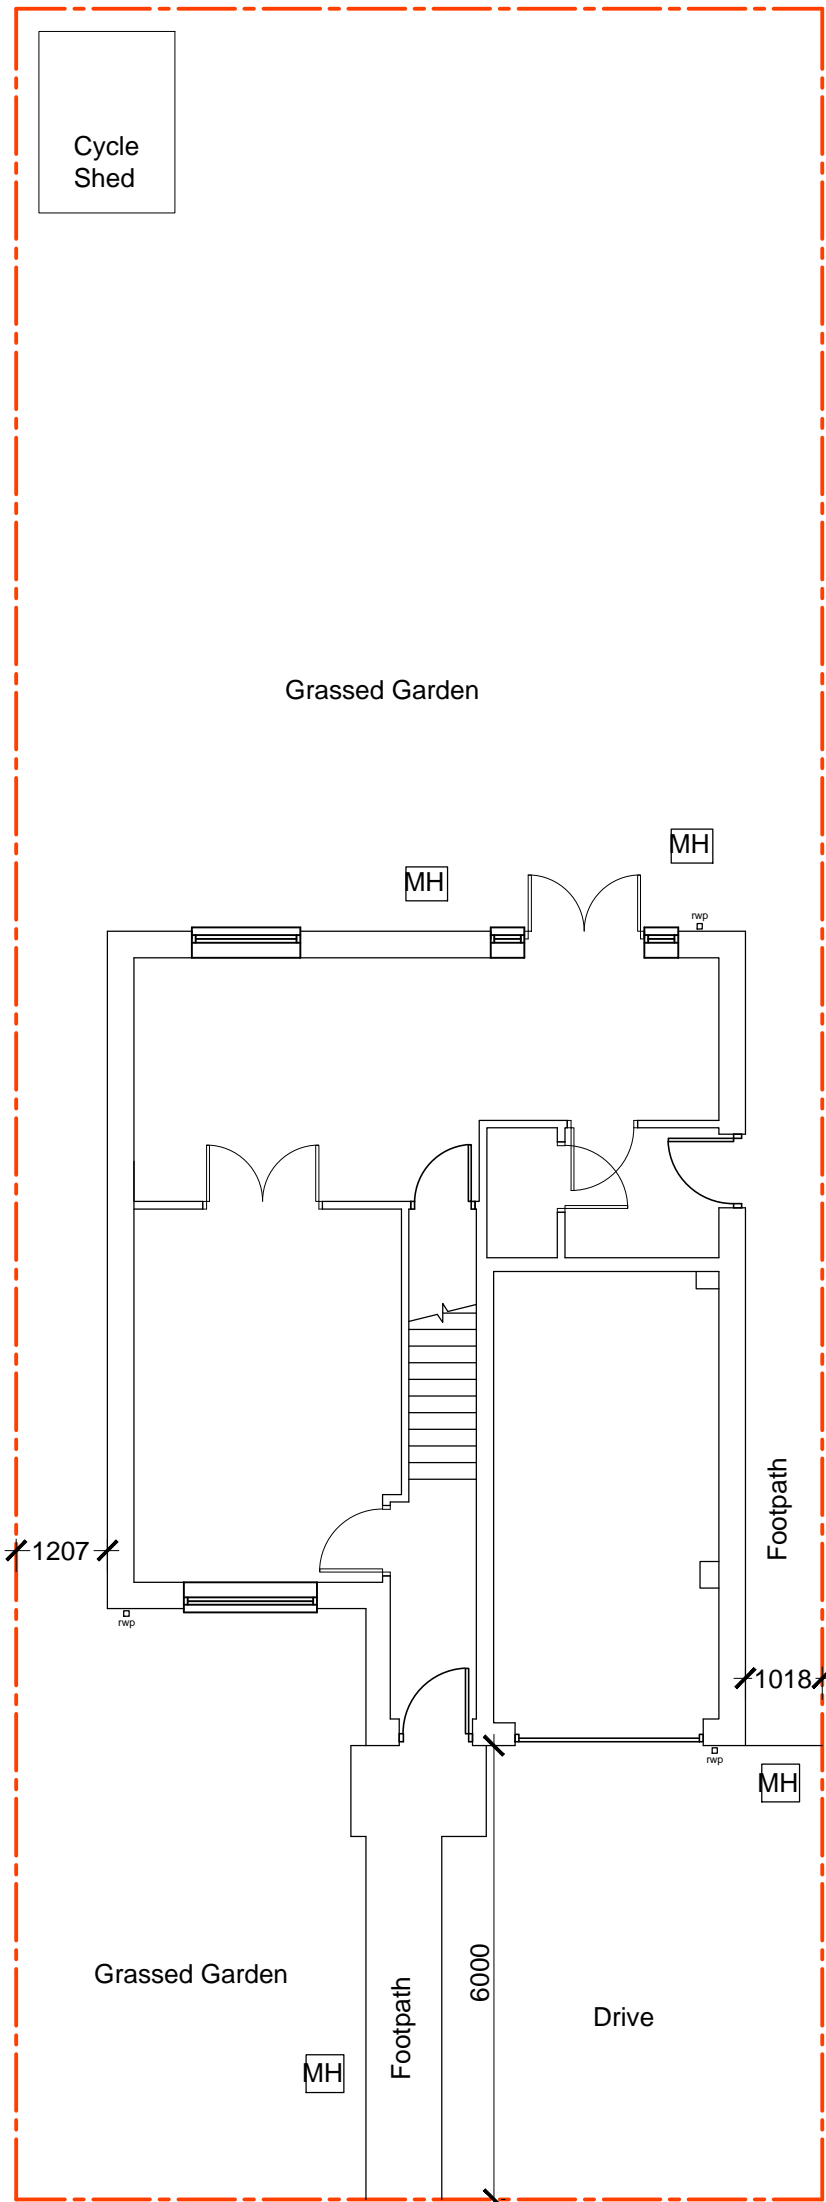 Cycle
Shed
Grassed Garden
MH
MH
rwp
Footpath
1207
rwp
1018
rwp
MH
6000
Grassed Garden
Footpath
Drive
MH